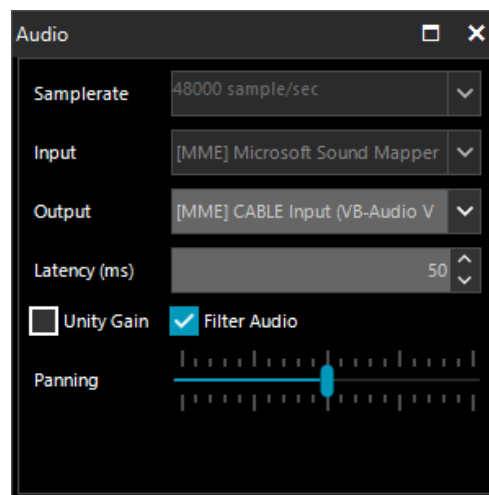 Audio
Samplerate 48000 sample/sec
Input [MME] Microsoft Sound Mapper
Output [MME] CABLE Input (VB-Audio V
Latency (ms) 50
Unity Gain Filter Audio
Panning